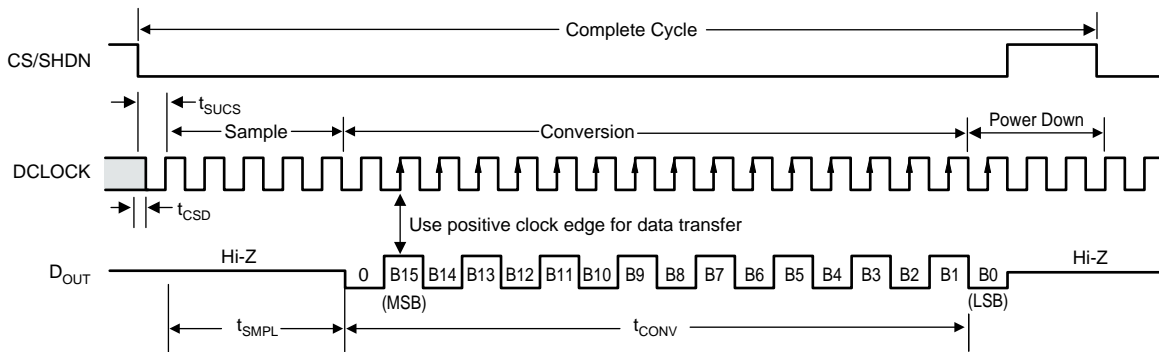 Complete Cycle
CS/SHDN
tSUCS
Sample
Conversion
Power Down
DCLOCK
tCSD
Use positive clock edge for data transfer
Hi-Z
Hi-Z
DOUT
0 B15 B14 B13 B12 B11 B10 B9 B8 B7 B6 B5 B4 B3 B2 B1 B0
(MSB)
(LSB)
tSMPL
tCONV